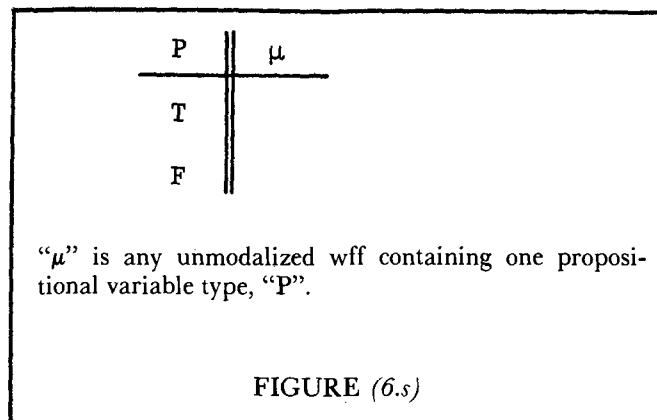 P μ
T
F
“μ” is any unmodalized wff containing one proposi-
tional variable type, “P”.
FIGURE (6.s)